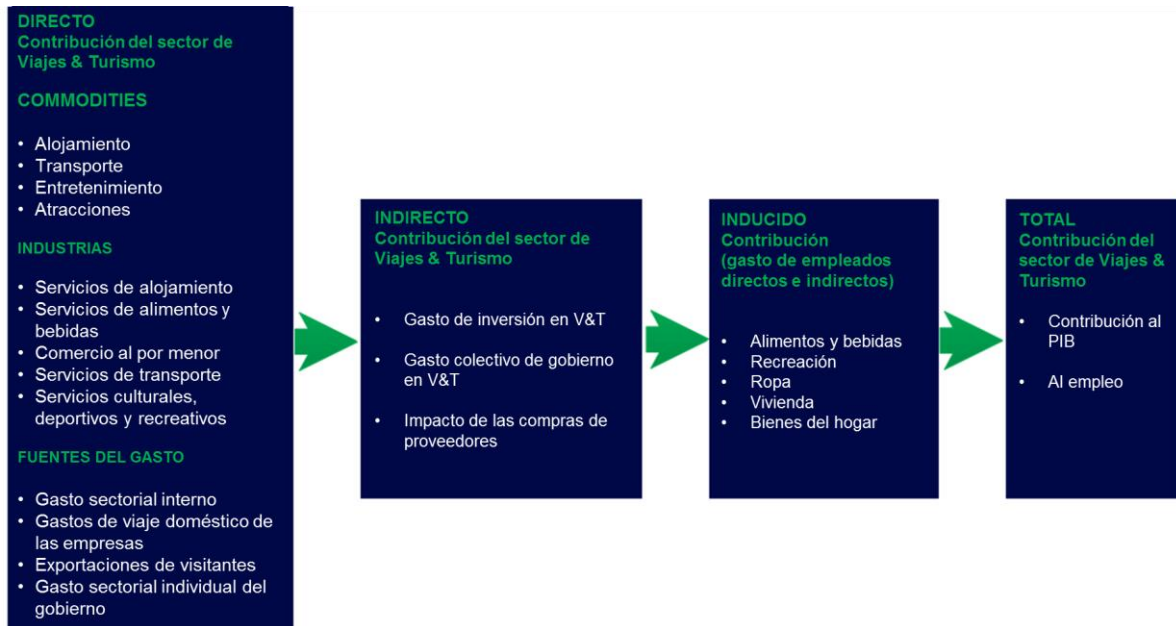 DIRECTO
Contribución del sector de
Viajes & Turismo
COMMODITIES
• Alojamiento
• Transporte
• Entretenimiento
• Atracciones
INDUSTRIAS
• Servicios de alojamiento
• Servicios de alimentos y
bebidas
• Comercio al por menor
• Servicios de transporte
• Servicios culturales,
deportivos y recreativos
FUENTES DEL GASTO
• Gasto sectorial interno
• Gastos de viaje doméstico de
las empresas
• Exportaciones de visitantes
• Gasto sectorial individual del
gobierno
INDIRECTO
Contribución del sector de
Viajes & Turismo
• Gasto de inversión en V&T
• Gasto colectivo de gobierno
en V&T
• Impacto de las compras de
proveedores
INDUCIDO
Contribución
(gasto de empleados
directos e indirectos)
• Alimentos y bebidas
• Recreación
• Ropa
• Vivienda
• Bienes del hogar
TOTAL
Contribución del
sector de Viajes &
Turismo
• Contribución al
PIB
• Al empleo